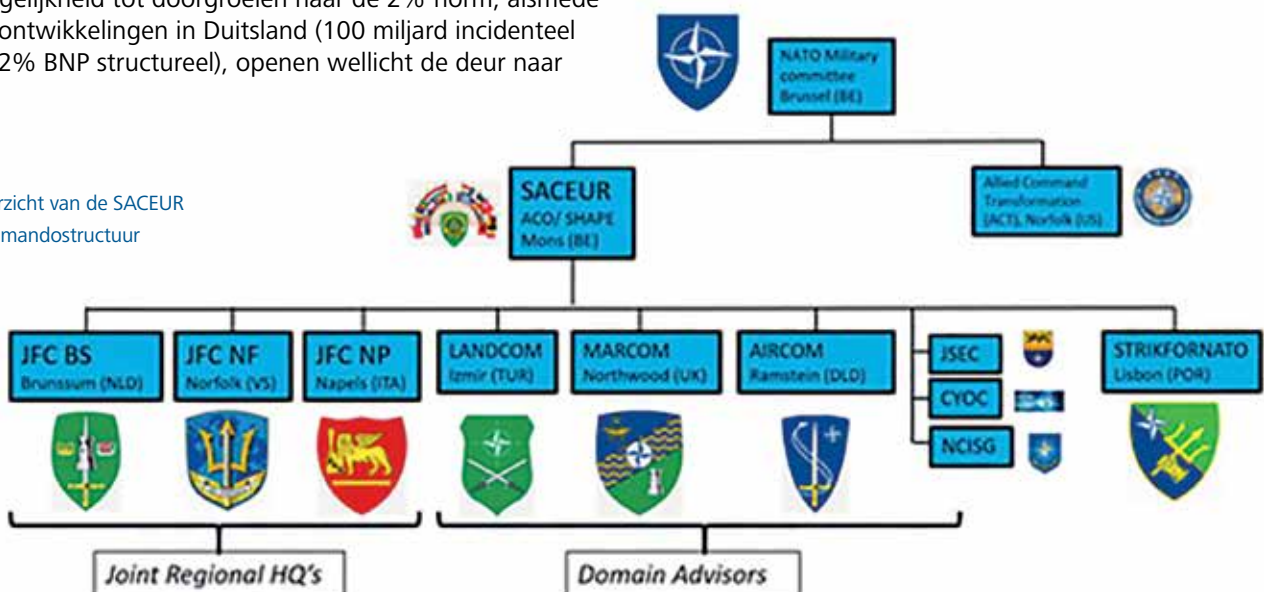 gelijkheid tot doorgroeien naar de 2% norm, alsmede
ontwikkelingen in Duitsland (100 miljard incidenteel
2% BNP structureel), openen wellicht de deur naar
rzicht van de SACEUR
mandostructuur
NATO Military
committee
Brussel (BE)
SACEUR
ACO/ SHAPE
Mons (BE)
Allied Command
Transformation
(ACT), Norfolk (US)
JFC BS
Brunssum (NLD)
JFC NF
Norfolk (VS)
JFC NP
Napels (ITA)
LANDCOM
Izmir (TUR)
MARCOM
Northwood (UK)
AIRCOM
Ramstein (DLD)
JSEC
CYOC
NCISG
STRIKFORNATO
Lisbon (POR)
Joint Regional HQ's
Domain Advisors